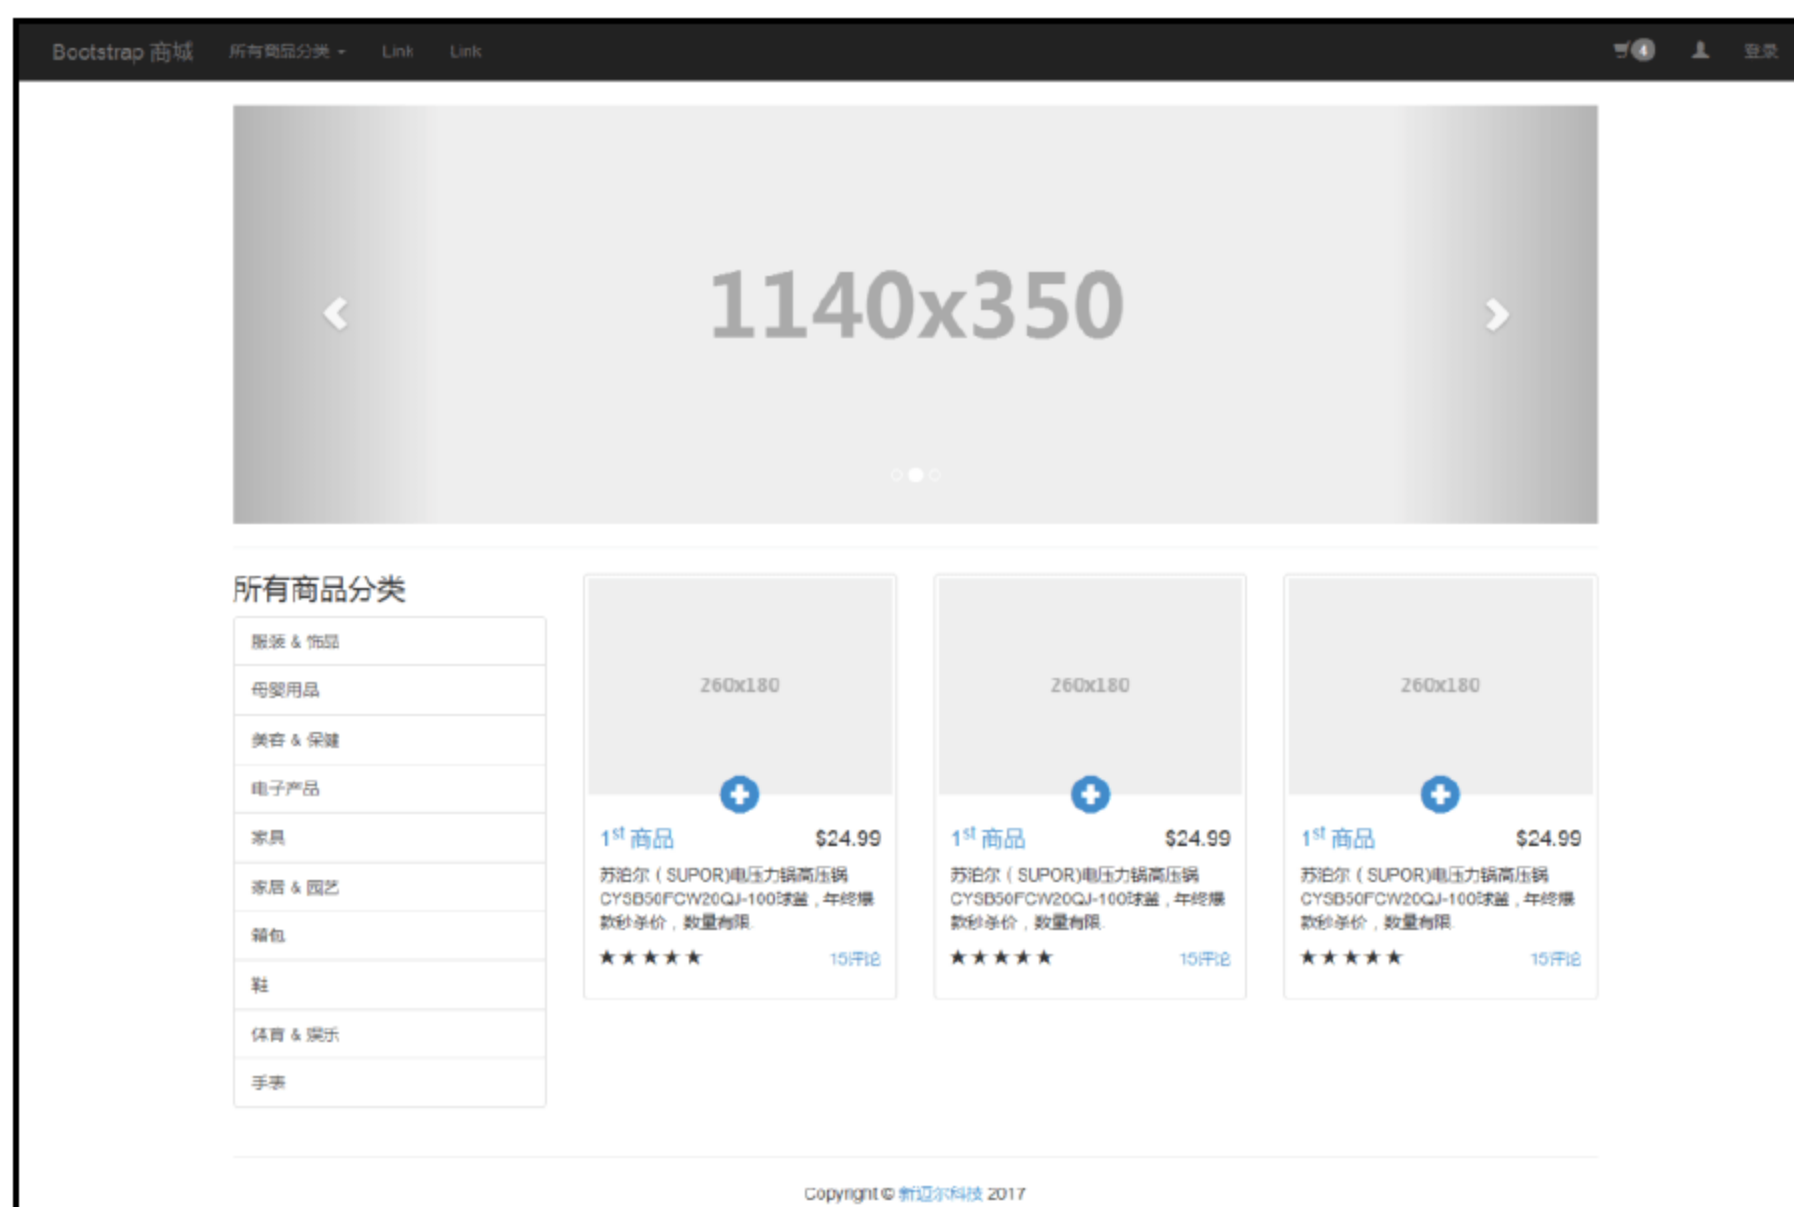 Bootstrap 商城 所有商品分类 Link Link 4 登录
1140x350
所有商品分类
服装 & 饰品
母婴用品
美容 & 保健
电子产品
家具
家居 & 园艺
箱包
鞋
体育 & 娱乐
手表
260x180
1st 商品 $24.99
苏泊尔（SUPOR)电压力锅高压锅
CYSB50FCW20QJ-100球釜，年终爆
款秒杀价，数量有限.
★★★★★ 15评论
260x180
1st 商品 $24.99
苏泊尔（SUPOR)电压力锅高压锅
CYSB50FCW20QJ-100球釜，年终爆
款秒杀价，数量有限.
★★★★★ 15评论
260x180
1st 商品 $24.99
苏泊尔（SUPOR)电压力锅高压锅
CYSB50FCW20QJ-100球釜，年终爆
款秒杀价，数量有限.
★★★★★ 15评论
Copyright © 新迈尔科技 2017